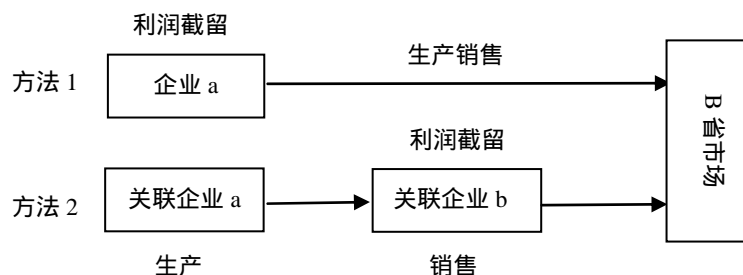 利润截留
生产销售
方法 1
企业 a
B 省市场
利润截留
方法 2
关联企业 a
关联企业 b
生产
销售